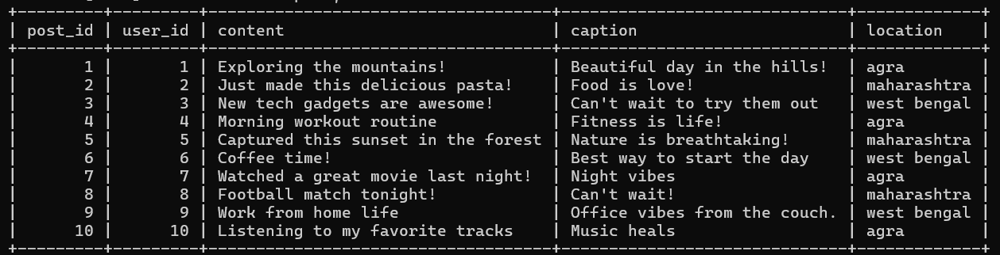 +---------+---------+------------------------------------+------------------------------+-------------+
| post_id | user_id | content                            | caption                      | location    |
+---------+---------+------------------------------------+------------------------------+-------------+
|       1 |       1 | Exploring the mountains!           | Beautiful day in the hills!  | agra        |
|       2 |       2 | Just made this delicious pasta!    | Food is love!                | maharashtra |
|       3 |       3 | New tech gadgets are awesome!      | Can't wait to try them out   | west bengal |
|       4 |       4 | Morning workout routine            | Fitness is life!             | agra        |
|       5 |       5 | Captured this sunset in the forest | Nature is breathtaking!      | maharashtra |
|       6 |       6 | Coffee time!                       | Best way to start the day    | west bengal |
|       7 |       7 | Watched a great movie last night!  | Night vibes                  | agra        |
|       8 |       8 | Football match tonight!            | Can't wait!                  | maharashtra |
|       9 |       9 | Work from home life                | Office vibes from the couch. | west bengal |
|      10 |      10 | Listening to my favorite tracks    | Music heals                  | agra        |
+---------+---------+------------------------------------+------------------------------+-------------+